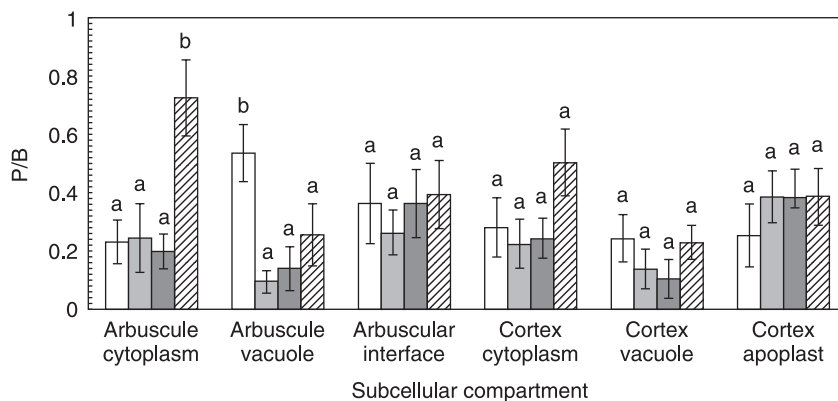 1
0.8
0.6
0.4
0.2
0
P/B
a a a b
b a a a
a a a a
a a a a
a a a a
a a a a
Arbuscule cytoplasm
Arbuscule vacuole
Arbuscular interface
Cortex cytoplasm
Cortex vacuole
Cortex apoplast
Subcellular compartment